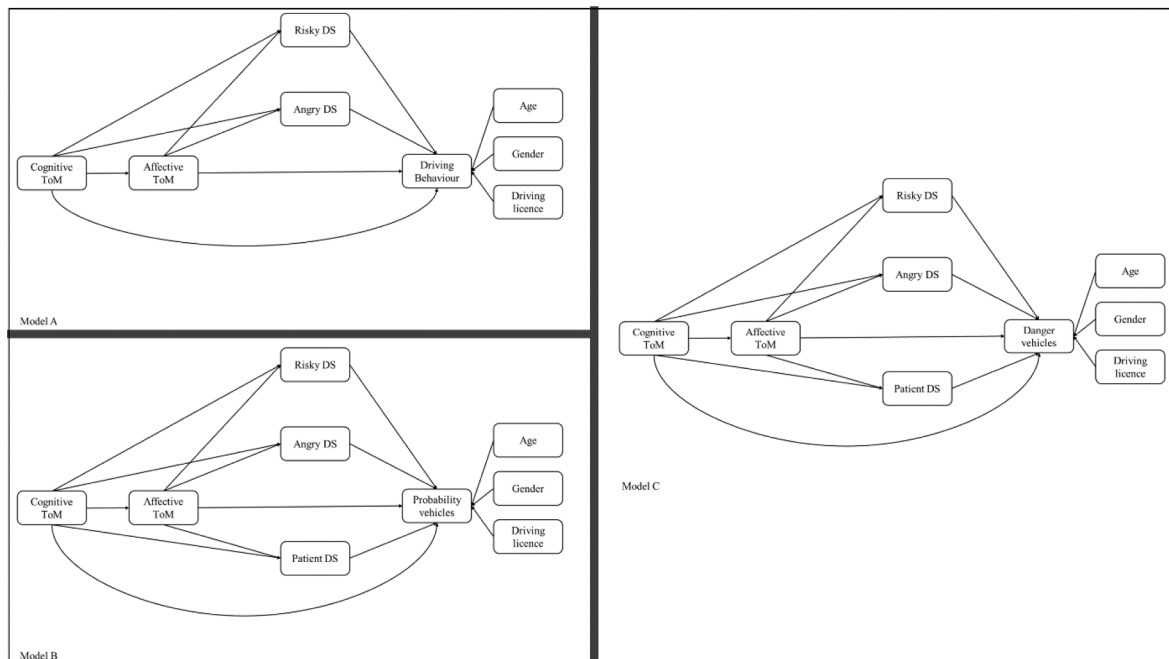 Risky DS
Angry DS
Cognitive
ToM
Affective
ToM
Driving
Behaviour
Age
Gender
Driving
licence
Model A
Risky DS
Angry DS
Cognitive
ToM
Affective
ToM
Probability
vehicles
Patient DS
Age
Gender
Driving
licence
Model B
Risky DS
Angry DS
Cognitive
ToM
Affective
ToM
Danger
vehicles
Patient DS
Age
Gender
Driving
licence
Model C